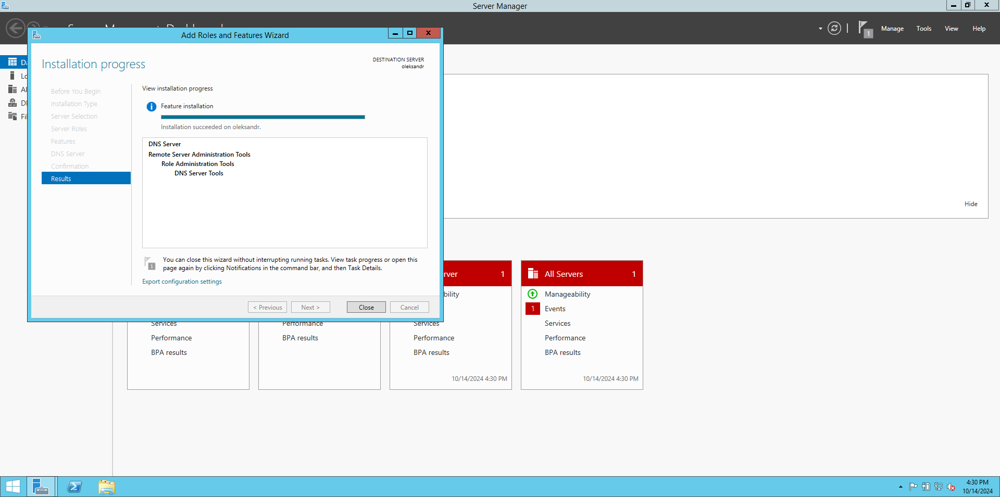 Server Manager
Manage
Tools
View
Help
1
Add Roles and Features Wizard
Installation progress
DESTINATION SERVER
oleksandr
Before You Begin
Installation Type
Server Selection
Server Roles
Features
DNS Server
Confirmation
Results
View installation progress
Feature installation
Installation succeeded on oleksandr.
DNS Server
Remote Server Administration Tools
Role Administration Tools
DNS Server Tools
1
You can close this wizard without interrupting running tasks. View task progress or open this
page again by clicking Notifications in the command bar, and then Task Details.
Export configuration settings
< Previous
Next >
Close
Cancel
Hide
1
Services
Performance
BPA results
Performance
BPA results
Services
Performance
BPA results
10/14/2024 4:30 PM
All Servers 1
Manageability
1 Events
Services
Performance
BPA results
10/14/2024 4:30 PM
4:30 PM
10/14/2024